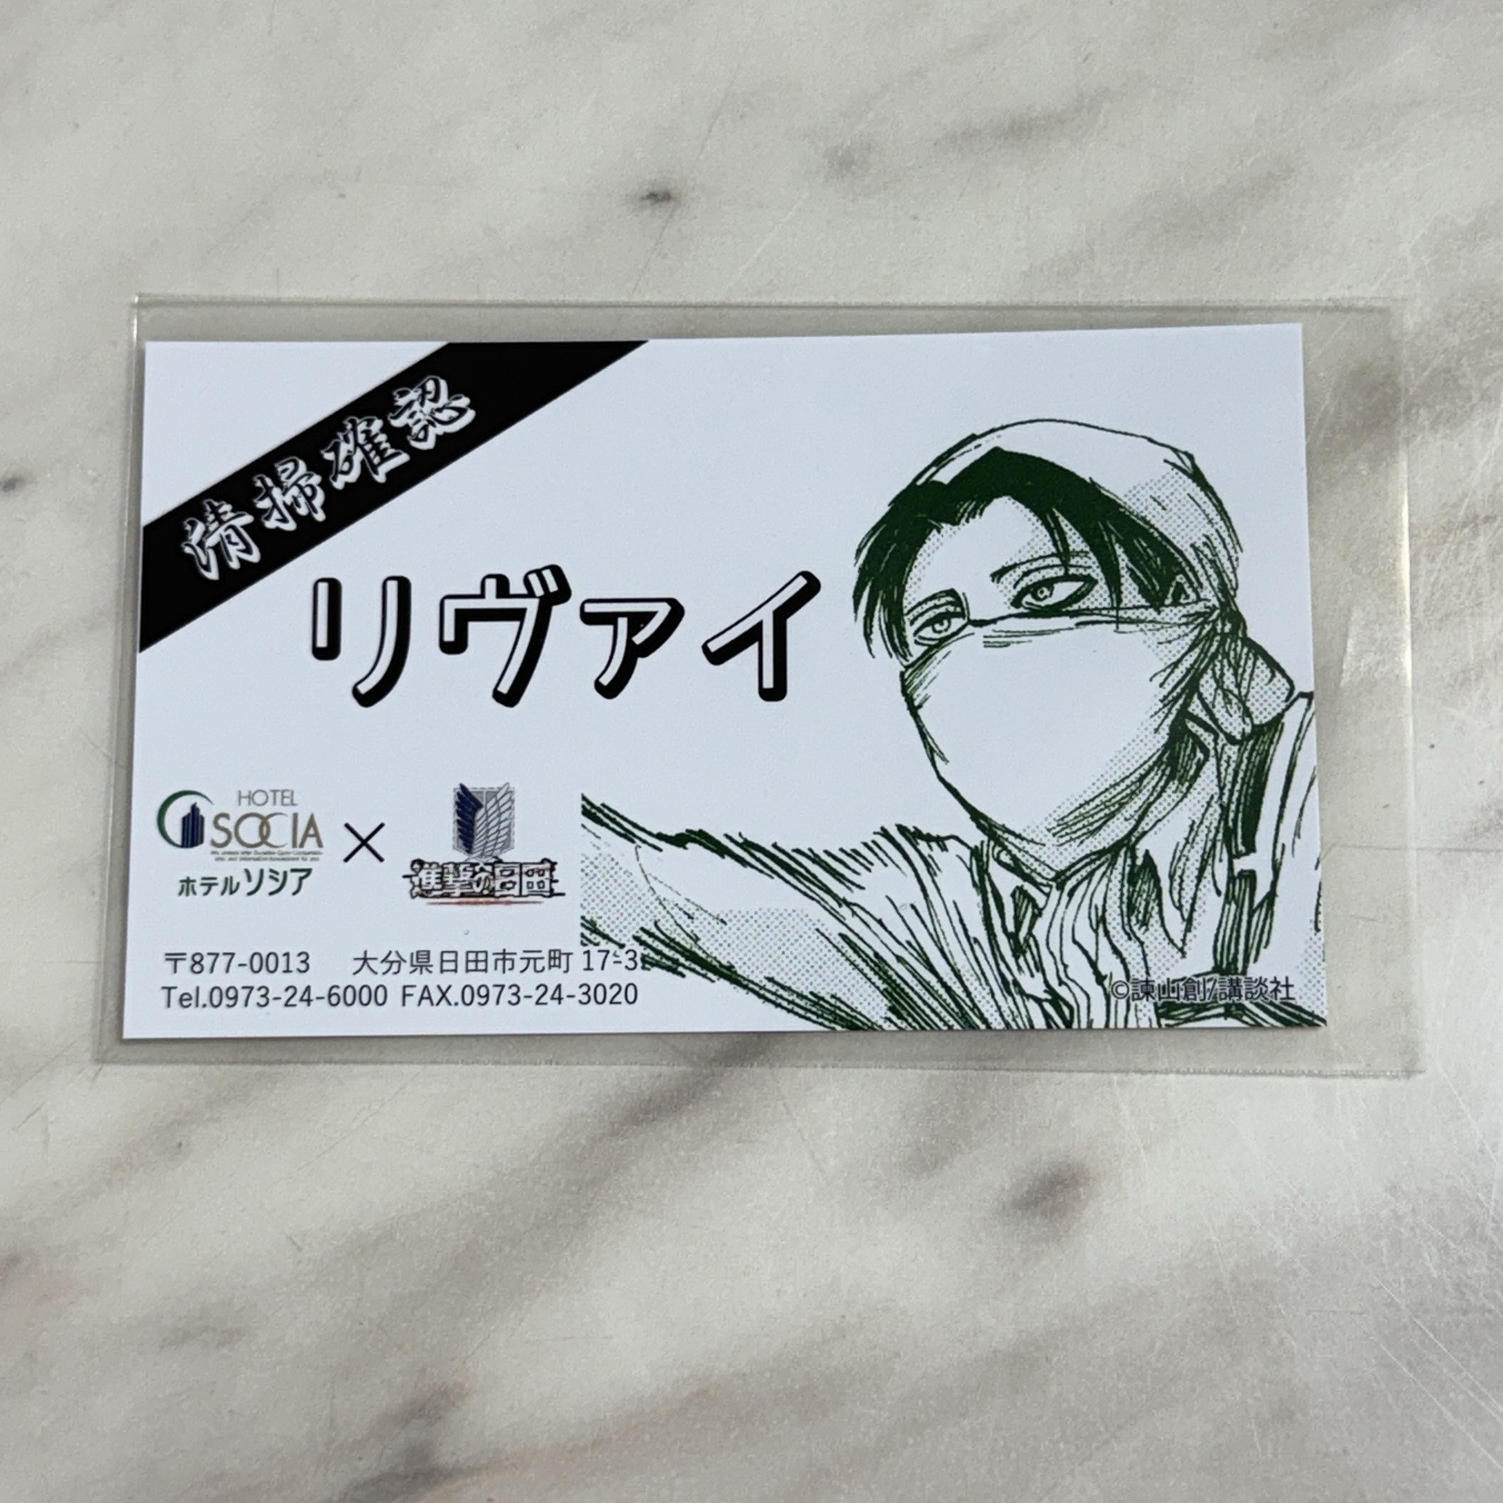 清掃確認
リヴァイ
HOTEL
SOCIA
ホテルソシア
×
進撃の日田
〒877-0013 大分県日田市元町 17-3
Tel.0973-24-6000 FAX.0973-24-3020
©諫山創/講談社